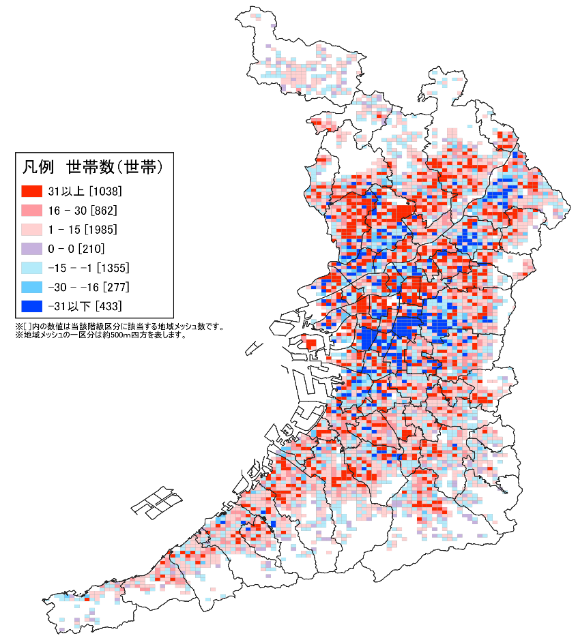 凡例　世帯数（世帯）
31以上 [1038]
16 - 30 [862]
1 - 15 [1985]
0 - 0 [210]
-15 - -1 [1355]
-30 - -16 [277]
-31以下 [433]
※[ ]内の数値は当該階級区分に該当する地域メッシュ数です。
※地域メッシュの一区分は約500m四方を表します。